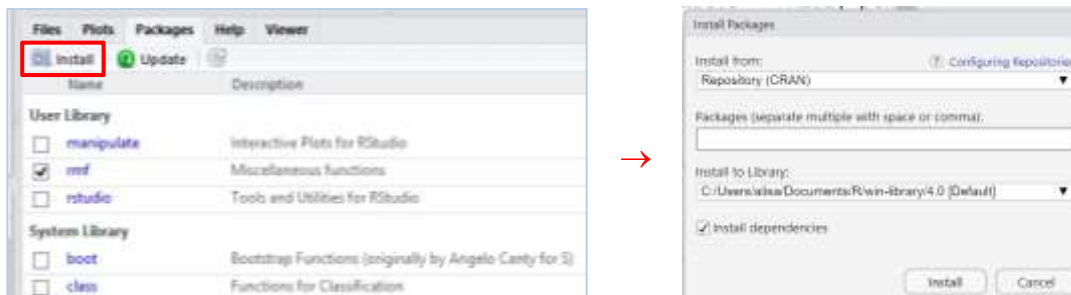 Files Plots Packages Help Viewer
Install Update
Name Description
User Library
manipulate Interactive Plots for RStudio
rmf Miscellaneous functions
rstudio Tools and Utilities for RStudio
System Library
boot Bootstrap Functions (originally by Angelo Canty for S)
class Functions for Classification
→
Install Packages
Install from: Configuring Repositories
Repository (CRAN)
Packages (separate multiple with space or comma):
Install to Library:
C:/Users/alisa/Documents/R/win-library/4.0 [Default]
Install dependencies
Install Cancel